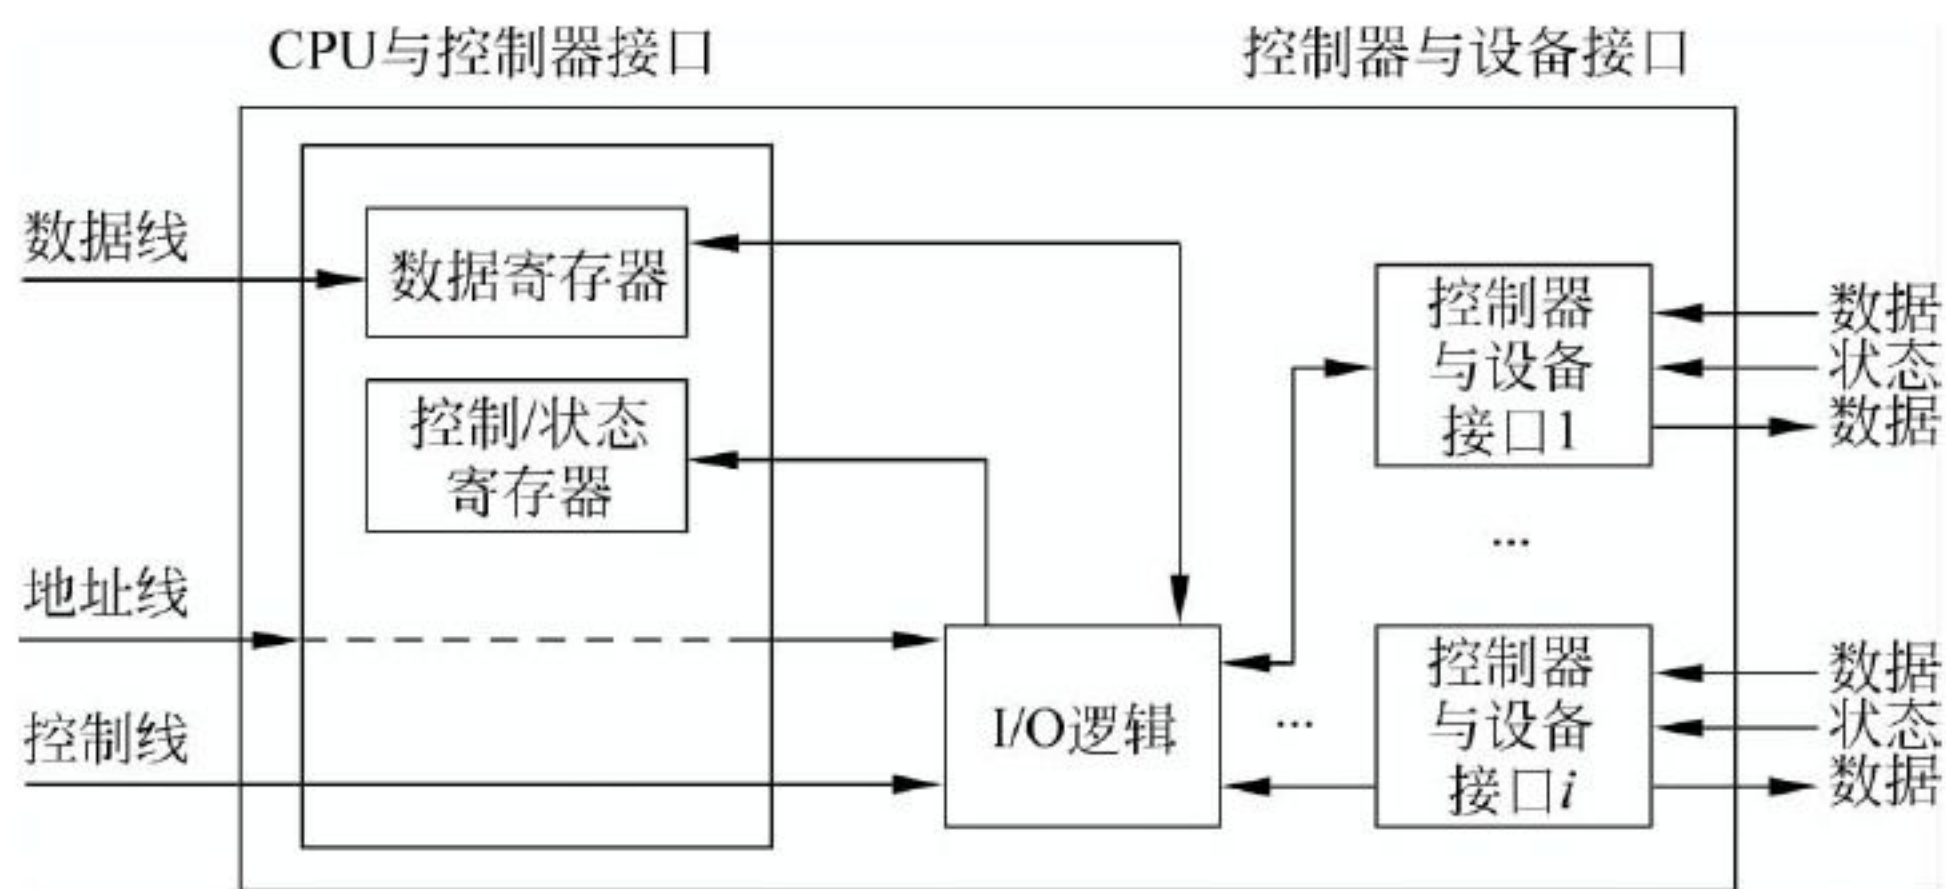 CPU与控制器接口
控制器与设备接口
数据线
数据寄存器
控制/状态
寄存器
地址线
控制线
I/O逻辑
...
控制器
与设备
接口1
数据
状态
数据
...
控制器
与设备
接口i
数据
状态
数据